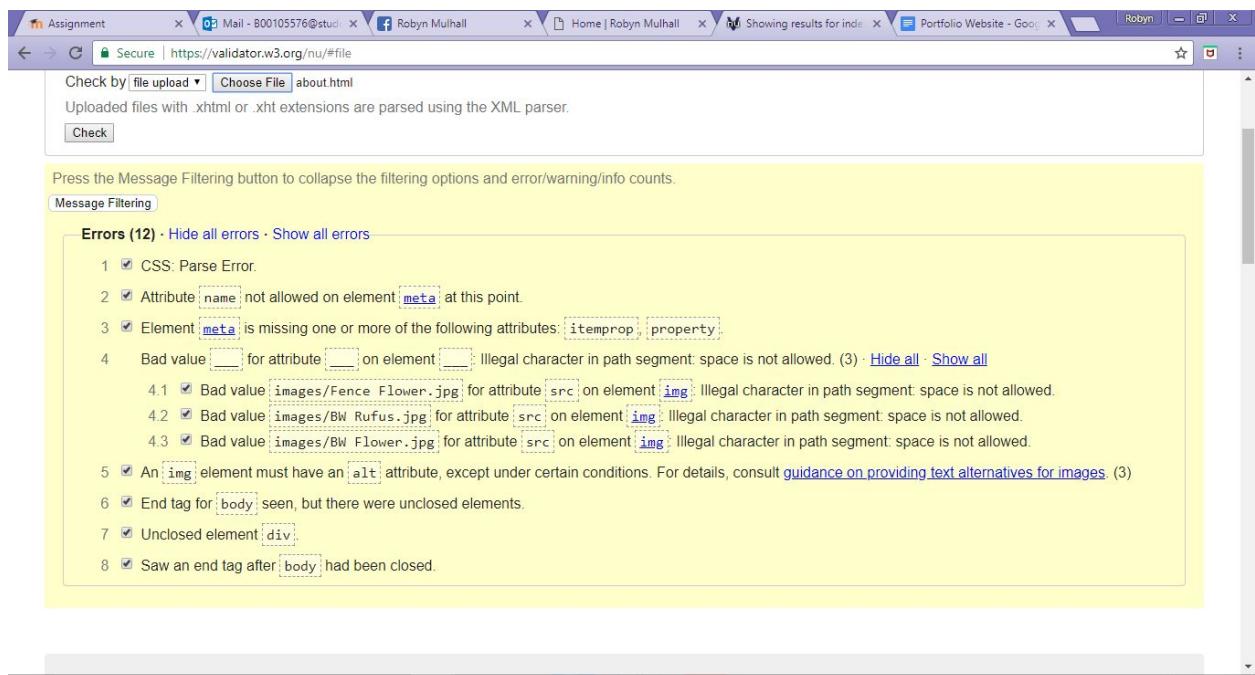 Assignment Mail - B00105576@stud Robyn Mulhall Home | Robyn Mulhall Showing results for inde Portfolio Website - Goog Robyn
Secure | https://validator.w3.org/nu/#file
Check by file upload Choose File about.html
Uploaded files with .xhtml or .xht extensions are parsed using the XML parser.
Check
Press the Message Filtering button to collapse the filtering options and error/warning/info counts.
Message Filtering
Errors (12) · Hide all errors · Show all errors
1 CSS: Parse Error.
2 Attribute name not allowed on element meta at this point.
3 Element meta is missing one or more of the following attributes: itemprop, property.
4 Bad value ___ for attribute ___ on element ___: Illegal character in path segment: space is not allowed. (3) · Hide all · Show all
4.1 Bad value images/Fence Flower.jpg for attribute src on element img: Illegal character in path segment: space is not allowed.
4.2 Bad value images/BW Rufus.jpg for attribute src on element img: Illegal character in path segment: space is not allowed.
4.3 Bad value images/BW Flower.jpg for attribute src on element img: Illegal character in path segment: space is not allowed.
5 An img element must have an alt attribute, except under certain conditions. For details, consult guidance on providing text alternatives for images. (3)
6 End tag for body seen, but there were unclosed elements.
7 Unclosed element div.
8 Saw an end tag after body had been closed.